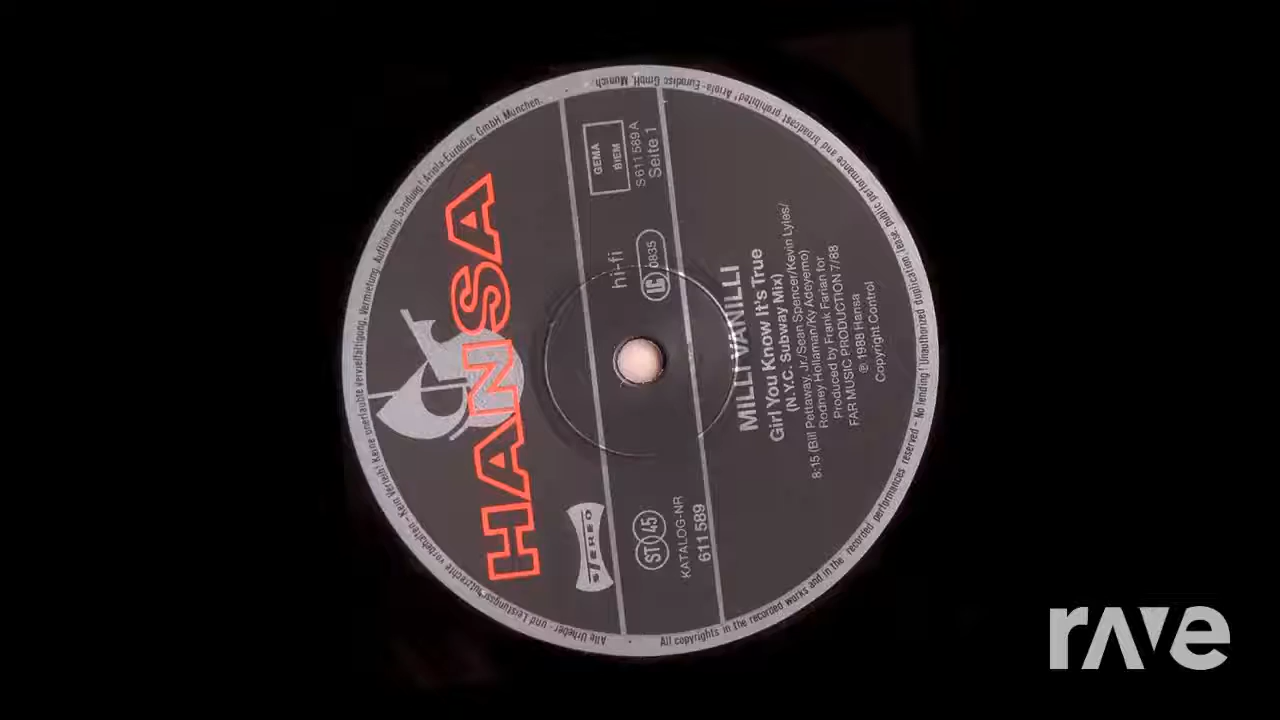 HANSA
STEREO
ST 45
KATALOG-NR
611 589
hi-fi
LC 0835
GEMA
BIEM
S 611 589 A
Seite 1
MILLI VANILLI
Girl You Know It's True
(N.Y.C. Subway Mix)
8:15 (Bill Pettaway, Jr./Sean Spencer/Kevin Lyles/
Rodney Hollaman/Ky Adeyemo)
Produced by Frank Farian for
FAR MUSIC PRODUCTION 7/88
℗ 1988 Hansa
Copyright Control
Alle Urheber- und Leistungsschutzrechte vorbehalten - Kein Verleih! Keine unerlaubte Vervielfältigung, Vermietung, Aufführung, Sendung! Ariola-Eurodisc GmbH, München.
All copyrights in the recorded works and in the recorded performances reserved - No lending! Unauthorized duplication, lease, public performance and broadcast prohibited! Ariola-Eurodisc GmbH, Munich.
rave